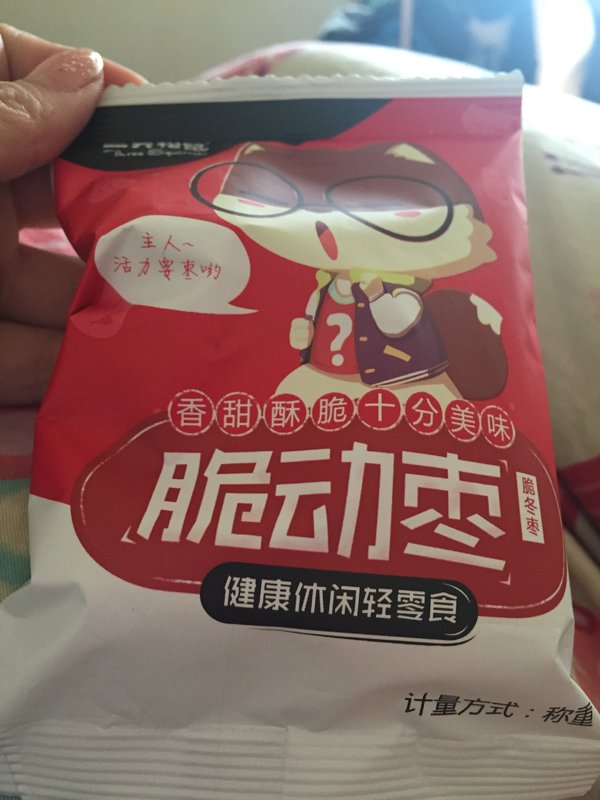 三只松鼠
Three Squirrels
主人~
活力要枣哟
?
香甜酥脆十分美味
脆动枣
脆冬枣
健康休闲轻零食
计量方式：称重